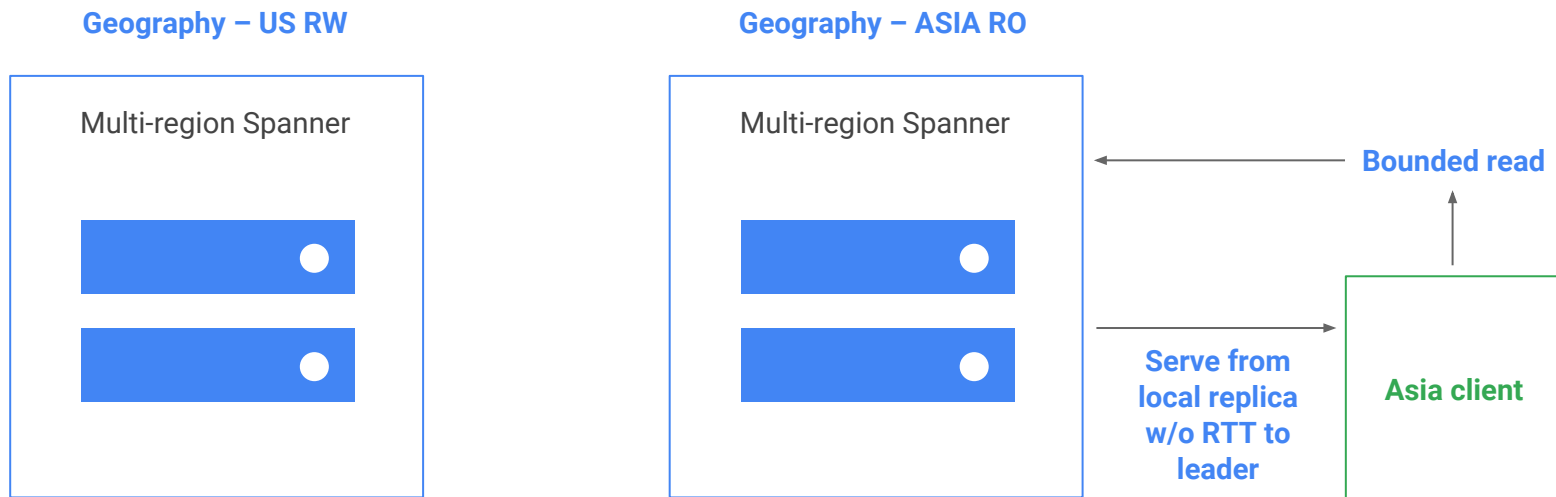 Geography – US RW
Geography – ASIA RO
Multi-region Spanner
Multi-region Spanner
Bounded read
Serve from
local replica
w/o RTT to
leader
Asia client